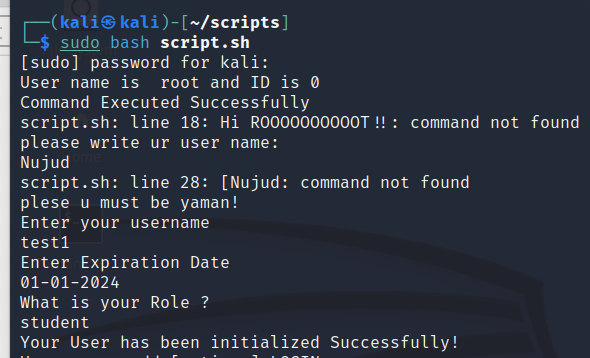 ┌──(kali㉿kali)-[~/scripts]
└─$ sudo bash script.sh
[sudo] password for kali:
User name is  root and ID is 0
Command Executed Successfully
script.sh: line 18: Hi ROOOOOOOOOOT!!: command not found
please write ur user name:
Nujud
script.sh: line 28: [Nujud: command not found
plese u must be yaman!
Enter your username
test1
Enter Expiration Date
01-01-2024
What is your Role ?
student
Your User has been initialized Successfully!